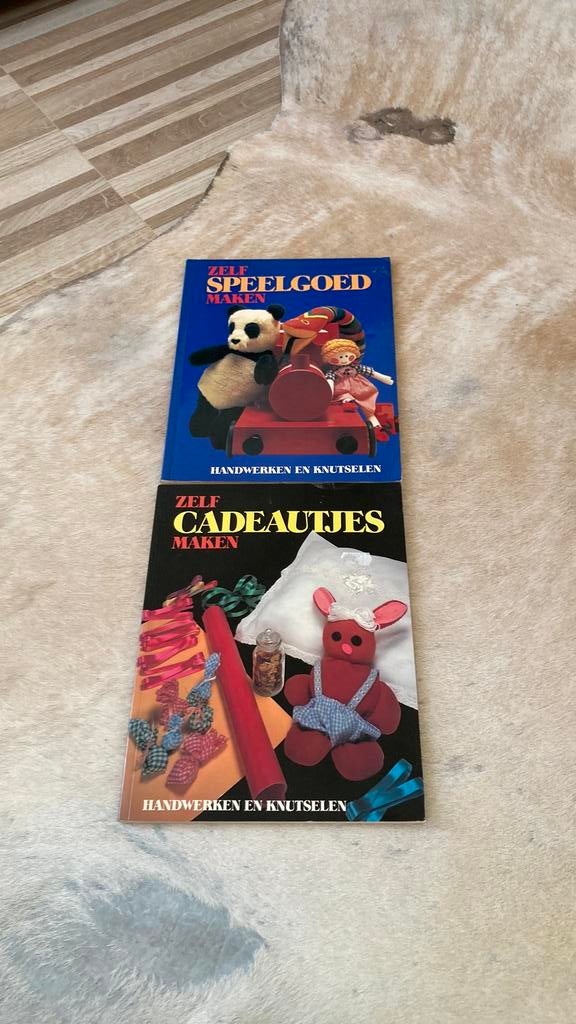 ZELF
SPEELGOED
MAKEN
HANDWERKEN EN KNUTSELEN
ZELF
CADEAUTJES
MAKEN
HANDWERKEN EN KNUTSELEN